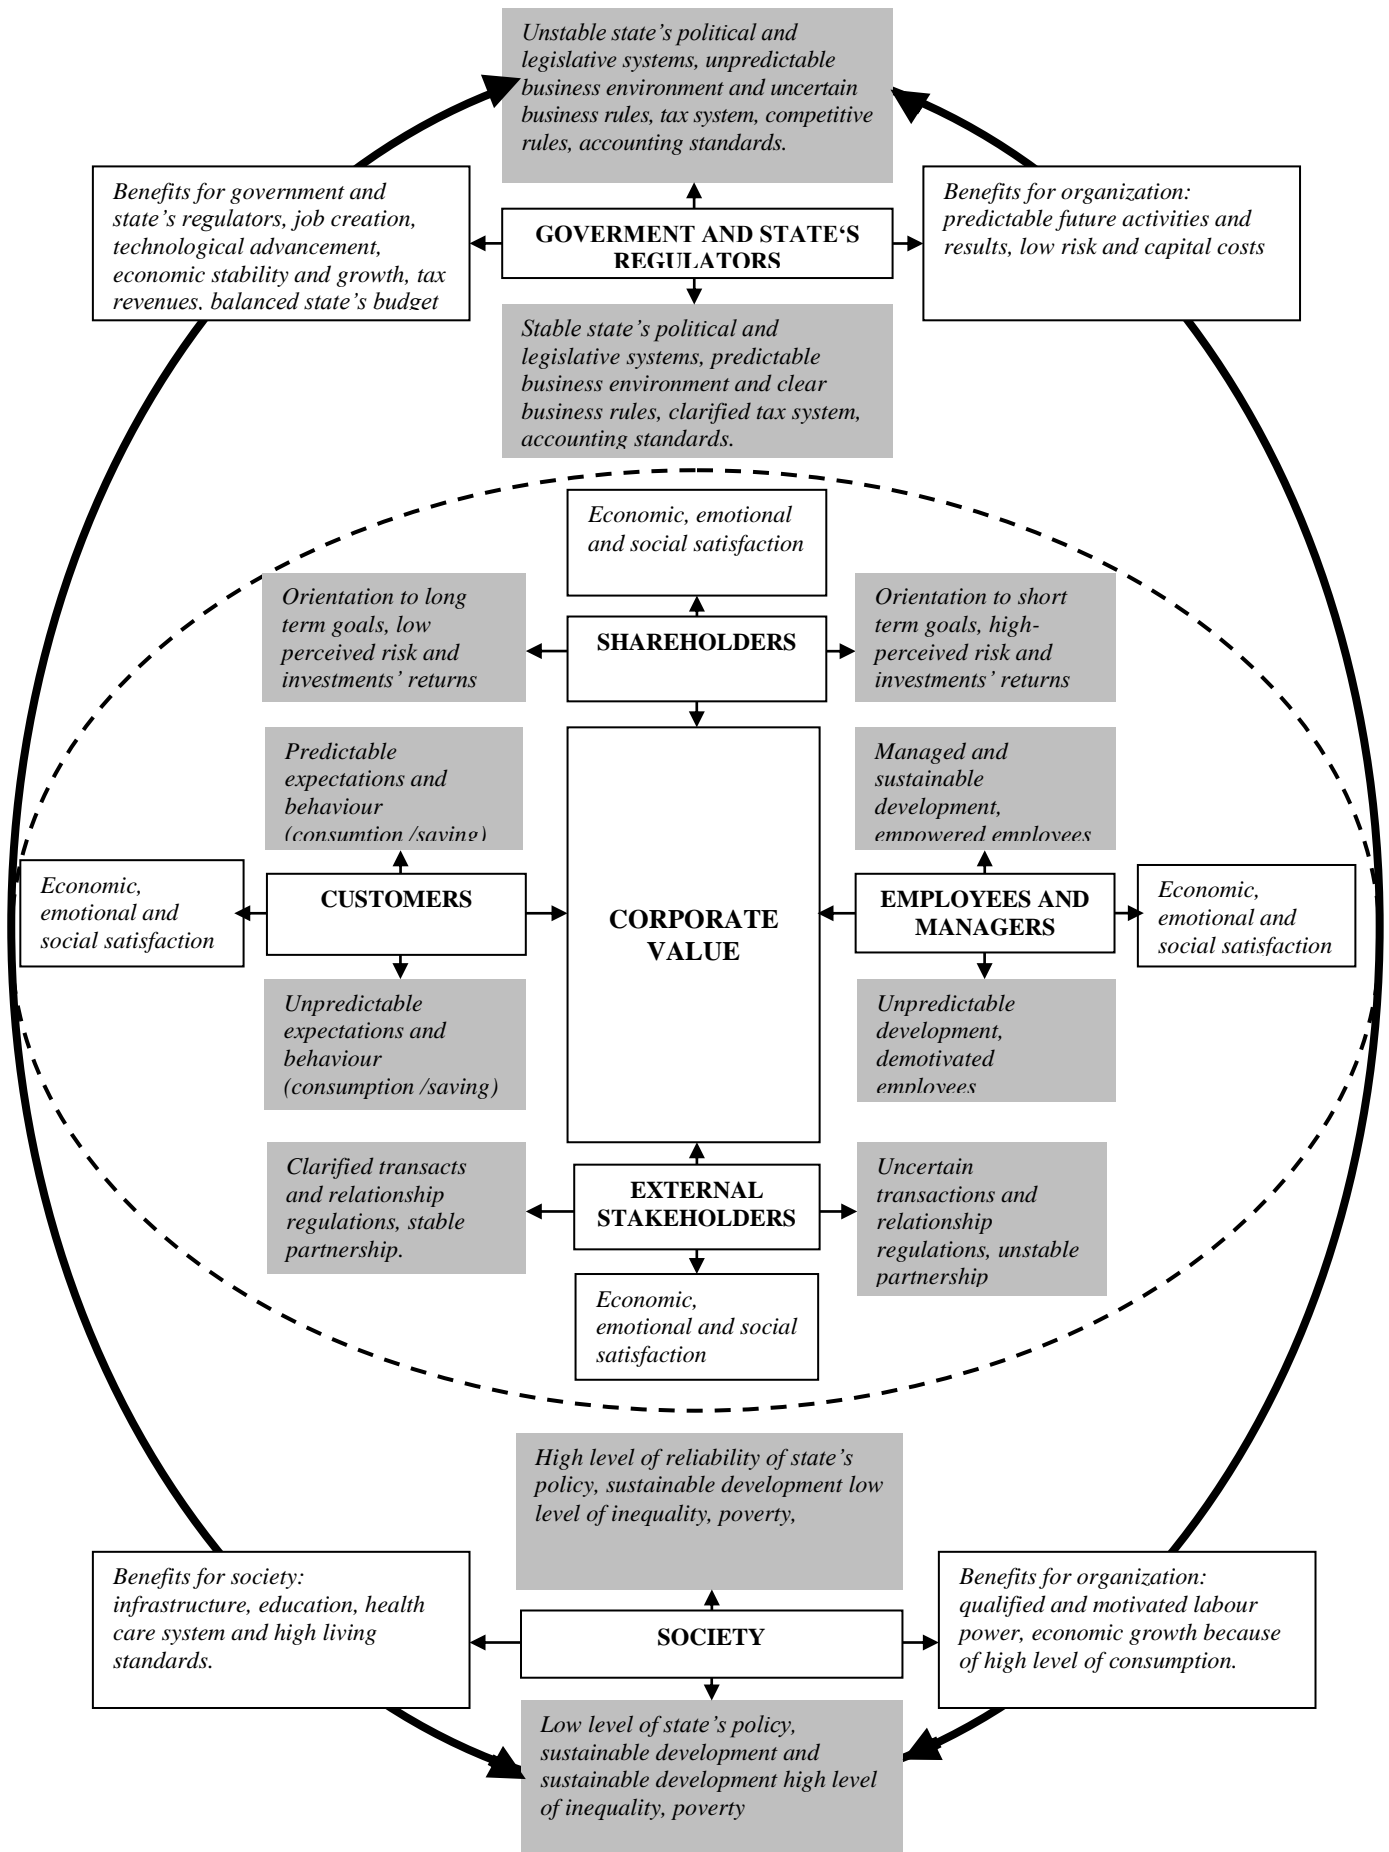 Unstable state’s political and
legislative systems, unpredictable
business environment and uncertain
business rules, tax system, competitive
rules, accounting standards.
Benefits for government and
state’s regulators, job creation,
technological advancement,
economic stability and growth, tax
revenues, balanced state’s budget
GOVERMENT AND STATE‘S
REGULATORS
Benefits for organization:
predictable future activities and
results, low risk and capital costs
Stable state’s political and
legislative systems, predictable
business environment and clear
business rules, clarified tax system,
accounting standards.
Economic, emotional
and social satisfaction
Orientation to long
term goals, low
perceived risk and
investments’ returns
SHAREHOLDERS
Orientation to short
term goals, high-
perceived risk and
investments’ returns
Predictable
expectations and
behaviour
(consumtion /saving)
Managed and
sustainable
development,
empowered employees
Economic,
emotional and
social satisfaction
CUSTOMERS
CORPORATE
VALUE
EMPLOYEES AND
MANAGERS
Economic,
emotional and
social satisfaction
Unpredictable
expectations and
behaviour
(consumption /saving)
Unpredictable
development,
demotivated
employees
Clarified transacts
and relationship
regulations, stable
partnership.
EXTERNAL
STAKEHOLDERS
Uncertain
transactions and
relationship
regulations, unstable
partnership
Economic,
emotional and social
satisfaction
High level of reliability of state’s
policy, sustainable development low
level of inequality, poverty,
Benefits for society:
infrastructure, education, health
care system and high living
standards.
SOCIETY
Benefits for organization:
qualified and motivated labour
power, economic growth because
of high level of consumption.
Low level of state’s policy,
sustainable development and
sustainable development high level
of inequality, poverty